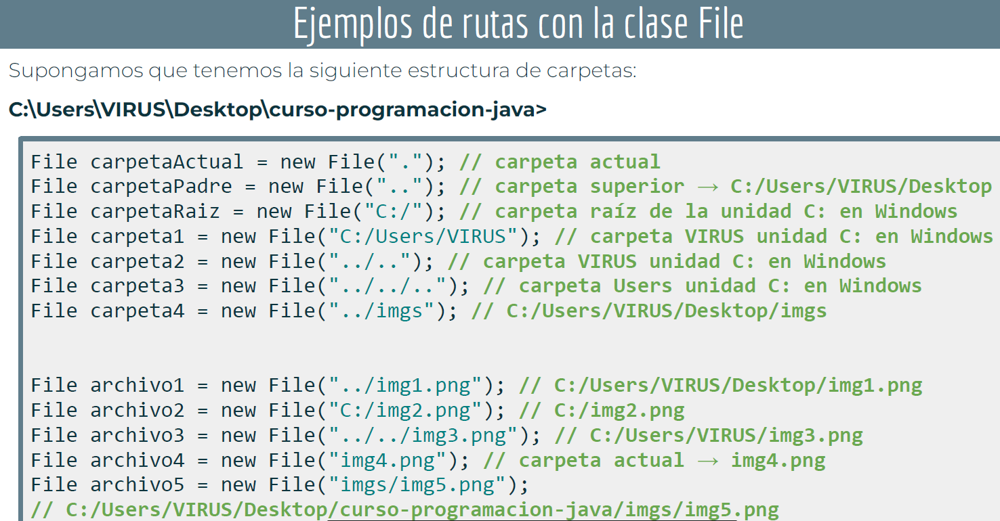 Ejemplos de rutas con la clase File
Supongamos que tenemos la siguiente estructura de carpetas:
C:\Users\VIRUS\Desktop\curso-programacion-java>
File carpetaActual = new File("."); // carpeta actual
File carpetaPadre = new File(".."); // carpeta superior → C:/Users/VIRUS/Desktop
File carpetaRaiz = new File("C:/"); // carpeta raíz de la unidad C: en Windows
File carpeta1 = new File("C:/Users/VIRUS"); // carpeta VIRUS unidad C: en Windows
File carpeta2 = new File("../.."); // carpeta VIRUS unidad C: en Windows
File carpeta3 = new File("../../.."); // carpeta Users unidad C: en Windows
File carpeta4 = new File("../imgs"); // C:/Users/VIRUS/Desktop/imgs
File archivo1 = new File("../img1.png"); // C:/Users/VIRUS/Desktop/img1.png
File archivo2 = new File("C:/img2.png"); // C:/img2.png
File archivo3 = new File("../../img3.png"); // C:/Users/VIRUS/img3.png
File archivo4 = new File("img4.png"); // carpeta actual → img4.png
File archivo5 = new File("imgs/img5.png");
// C:/Users/VIRUS/Desktop/curso-programacion-java/imgs/img5.png